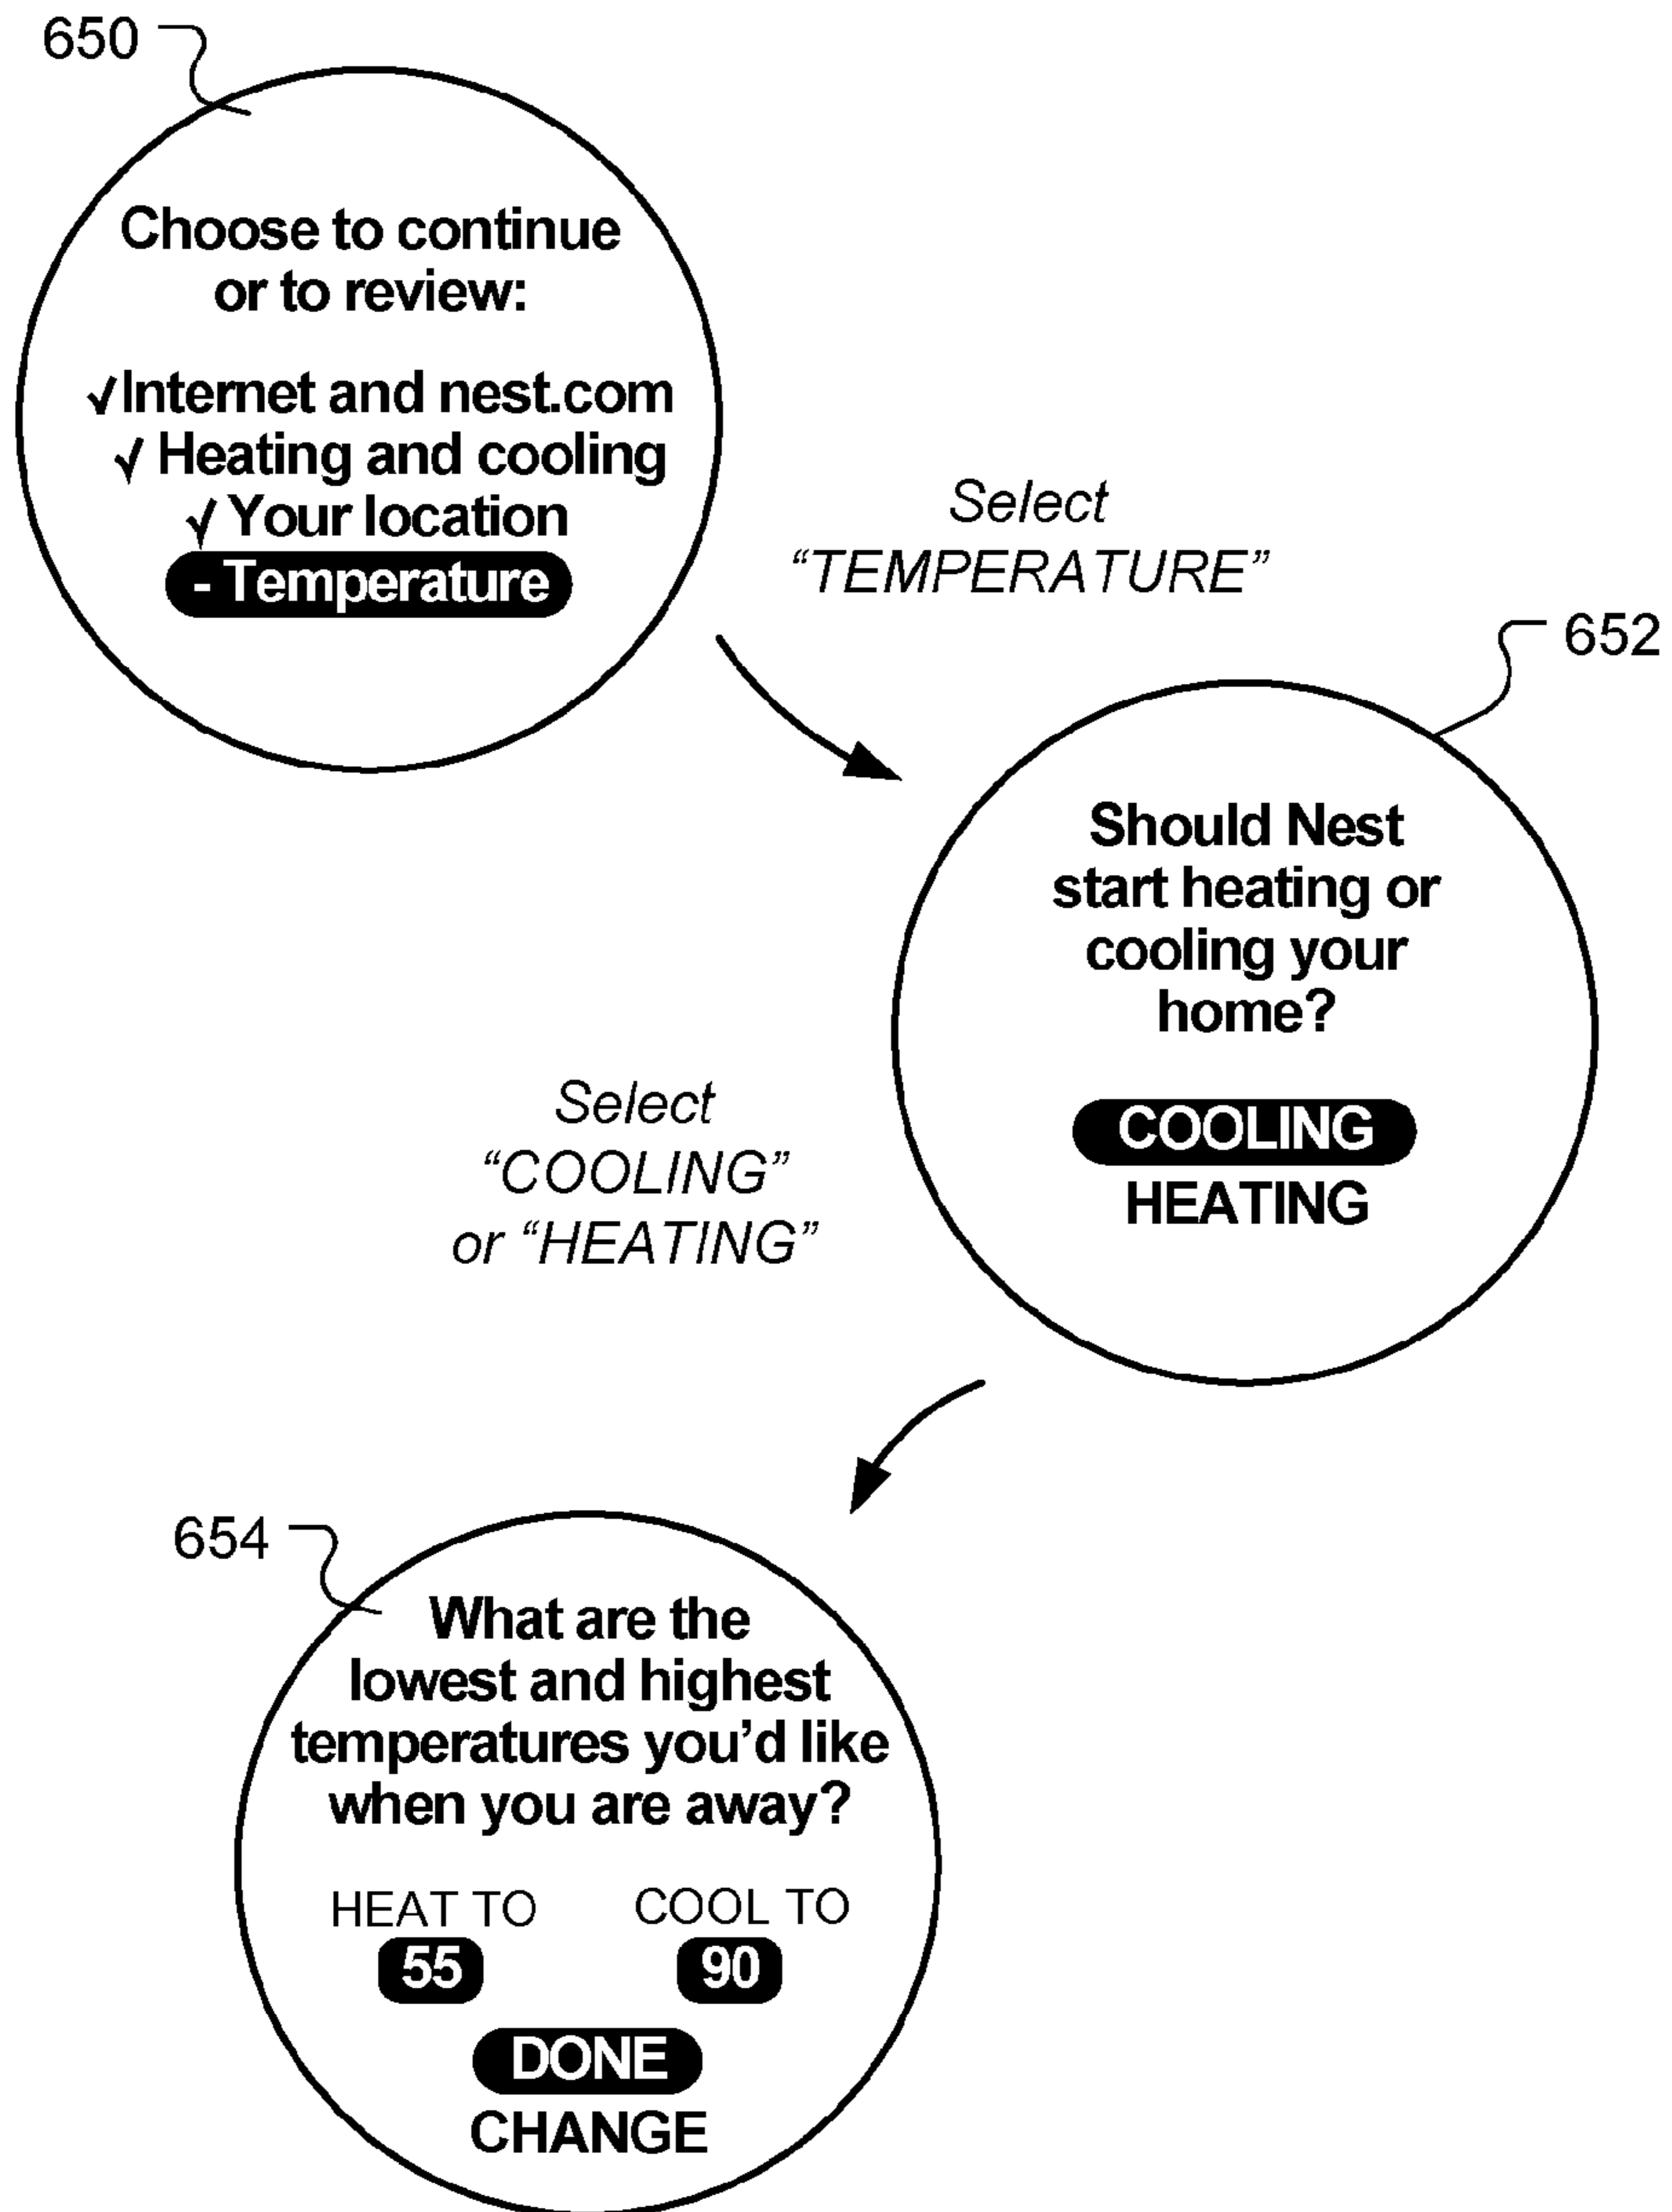 650
Choose to continue
or to review:
√Internet and nest.com
√ Heating and cooling
√ Your location
- Temperature
Select
“TEMPERATURE”
652
Should Nest
start heating or
cooling your
home?
COOLING
HEATING
Select
“COOLING”
or “HEATING”
654
What are the
lowest and highest
temperatures you’d like
when you are away?
HEAT TO COOL TO
55 90
DONE
CHANGE